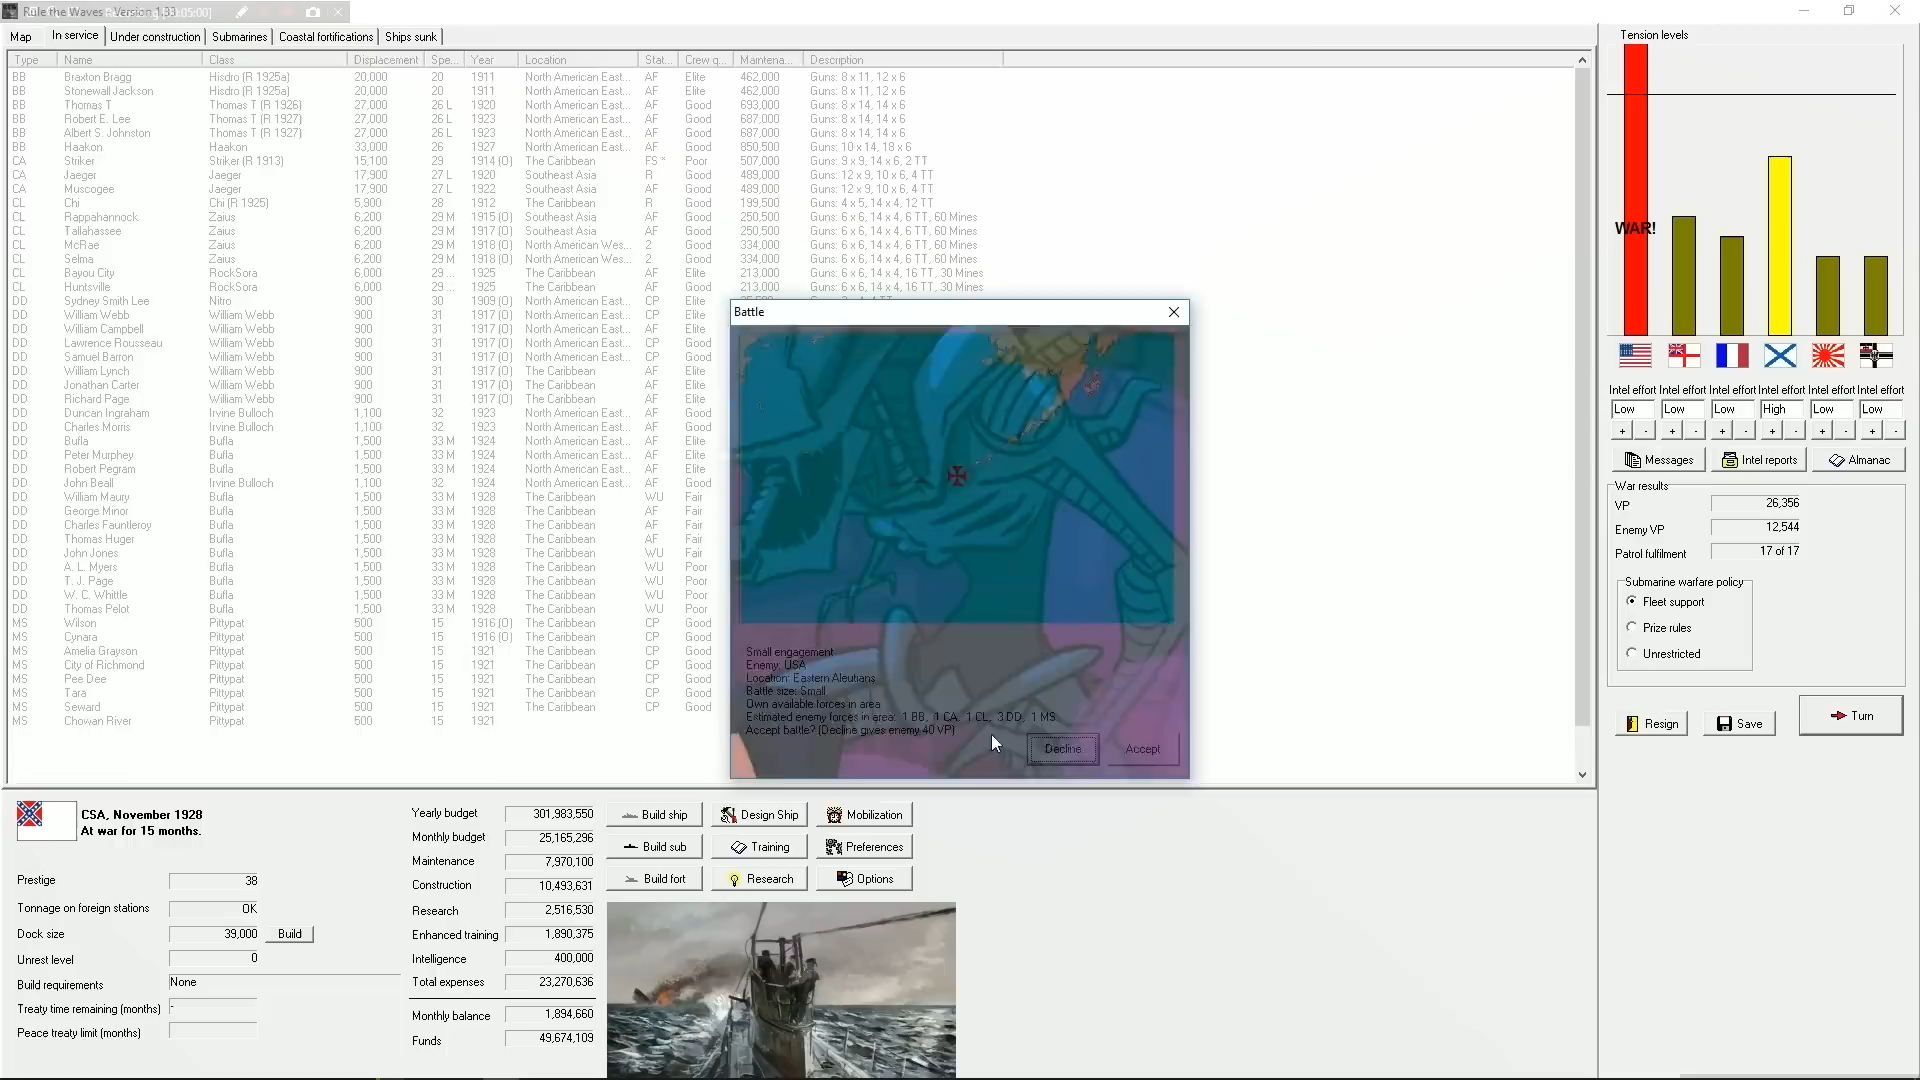 Rule the Waves - Version 1.33
Map In service Under construction Submarines Coastal fortifications Ships sunk
Type Name Class Displacement Spe... Year Location Stat... Crew q... Maintena... Description
BB Braxton Bragg Hisdro (R 1925a) 20,000 20 1911 North American East... AF Elite 462,000 Guns: 8 x 11, 12 x 6
BB Stonewall Jackson Hisdro (R 1925a) 20,000 20 1911 North American East... AF Elite 462,000 Guns: 8 x 11, 12 x 6
BB Thomas T Thomas T (R 1926) 27,000 26 L 1920 North American East... AF Good 693,000 Guns: 8 x 14, 14 x 6
BB Robert E. Lee Thomas T (R 1927) 27,000 26 L 1923 North American East... AF Good 687,000 Guns: 8 x 14, 14 x 6
BB Albert S. Johnston Thomas T (R 1927) 27,000 26 L 1923 North American East... AF Good 687,000 Guns: 8 x 14, 14 x 6
BB Haakon Haakon 33,000 26 1927 North American East... AF Good 850,500 Guns: 10 x 14, 18 x 6
CA Striker Striker (R 1913) 15,100 29 1914 (O) The Caribbean FS * Poor 507,000 Guns: 9 x 9, 14 x 6, 2 TT
CA Jaeger Jaeger 17,900 27 L 1920 Southeast Asia R Good 489,000 Guns: 12 x 9, 10 x 6, 4 TT
CA Muscogee Jaeger 17,900 27 L 1922 Southeast Asia AF Good 489,000 Guns: 12 x 9, 10 x 6, 4 TT
CL Chi Chi (R 1925) 5,900 28 1912 The Caribbean R Good 199,500 Guns: 4 x 5, 14 x 4, 12 TT
CL Rappahannock Zaius 6,200 29 M 1915 (O) Southeast Asia AF Good 250,500 Guns: 6 x 6, 14 x 4, 6 TT, 60 Mines
CL Tallahassee Zaius 6,200 29 M 1917 (O) Southeast Asia AF Good 250,500 Guns: 6 x 6, 14 x 4, 6 TT, 60 Mines
CL McRae Zaius 6,200 29 M 1918 (O) North American Wes... 2 Good 334,000 Guns: 6 x 6, 14 x 4, 6 TT, 60 Mines
CL Selma Zaius 6,200 29 M 1918 (O) North American Wes... 2 Good 334,000 Guns: 6 x 6, 14 x 4, 6 TT, 60 Mines
CL Bayou City RockSora 6,000 29 ... 1925 The Caribbean AF Elite 213,000 Guns: 6 x 6, 14 x 4, 16 TT, 30 Mines
CL Huntsville RockSora 6,000 29 ... 1925 The Caribbean AF Elite 213,000 Guns: 6 x 6, 14 x 4, 16 TT, 30 Mines
DD Sydney Smith Lee Nitro 900 30 1909 (O) North American East... CP Elite
DD William Webb William Webb 900 31 1917 (O) North American East... CP Elite
DD William Campbell William Webb 900 31 1917 (O) North American East... AF Elite
DD Lawrence Rousseau William Webb 900 31 1917 (O) North American East... CP Elite
DD Samuel Barron William Webb 900 31 1917 (O) North American East... CP Elite
DD William Lynch William Webb 900 31 1917 (O) North American East... AF Elite
DD Jonathan Carter William Webb 900 31 1917 (O) North American East... AF Elite
DD Richard Page William Webb 900 31 1917 (O) North American East... AF Elite
DD Duncan Ingraham Irvine Bulloch 1,100 32 1923 North American East... AF Good
DD Charles Morris Irvine Bulloch 1,100 32 1923 North American East... AF Good
DD Bufla Bufla 1,500 33 M 1924 North American East... AF Elite
DD Peter Murphey Bufla 1,500 33 M 1924 North American East... AF Elite
DD Robert Pegram Bufla 1,500 33 M 1924 North American East... AF Elite
DD John Beall Irvine Bulloch 1,100 32 1924 North American East... AF Good
DD William Maury Bufla 1,500 33 M 1928 The Caribbean WU Fair
DD George Minor Bufla 1,500 33 M 1928 The Caribbean AF Fair
DD Charles Fauntleroy Bufla 1,500 33 M 1928 The Caribbean AF Fair
DD Thomas Huger Bufla 1,500 33 M 1928 The Caribbean AF Fair
DD John Jones Bufla 1,500 33 M 1928 The Caribbean WU Fair
DD A. L. Myers Bufla 1,500 33 M 1928 The Caribbean WU Poor
DD T. J. Page Bufla 1,500 33 M 1928 The Caribbean WU Poor
DD W. C. Whittle Bufla 1,500 33 M 1928 The Caribbean WU Poor
DD Thomas Pelot Bufla 1,500 33 M 1928 The Caribbean WU Poor
MS Wilson Pittypat 500 15 1916 (O) The Caribbean CP Good
MS Cynara Pittypat 500 15 1916 (O) The Caribbean CP Good
MS Amelia Grayson Pittypat 500 15 1921 The Caribbean CP Good
MS City of Richmond Pittypat 500 15 1921 The Caribbean CP Good
MS Pee Dee Pittypat 500 15 1921 The Caribbean CP Good
MS Tara Pittypat 500 15 1921 The Caribbean CP Good
MS Seward Pittypat 500 15 1921 The Caribbean CP Good
MS Chowan River Pittypat 500 15 1921
Battle
Small engagement
Enemy: USA
Location: Eastern Aleutians
Battle size: Small
Own available forces in area
Estimated enemy forces in area: 1 BB, 1 CA, 1 CL, 3 DD, 1 MS
Accept battle? (Decline gives enemy 40 VP)
Decline Accept
Tension levels
WAR!
Intel effort Intel effort Intel effort Intel effort Intel effort Intel effort
Low Low Low High Low Low
+ - + - + - + - + - + -
Messages Intel reports Almanac
War results
VP 26,356
Enemy VP 12,544
Patrol fulfilment 17 of 17
Submarine warfare policy
Fleet support
Prize rules
Unrestricted
Resign Save Turn
CSA, November 1928
At war for 15 months.
Prestige 38
Tonnage on foreign stations OK
Dock size 39,000 Build
Unrest level 0
Build requirements None
Treaty time remaining (months) -
Peace treaty limit (months)
Yearly budget 301,983,550
Monthly budget 25,165,296
Maintenance 7,970,100
Construction 10,493,631
Research 2,516,530
Enhanced training 1,890,375
Intelligence 400,000
Total expenses 23,270,636
Monthly balance 1,894,660
Funds 49,674,109
Build ship Design Ship Mobilization
Build sub Training Preferences
Build fort Research Options